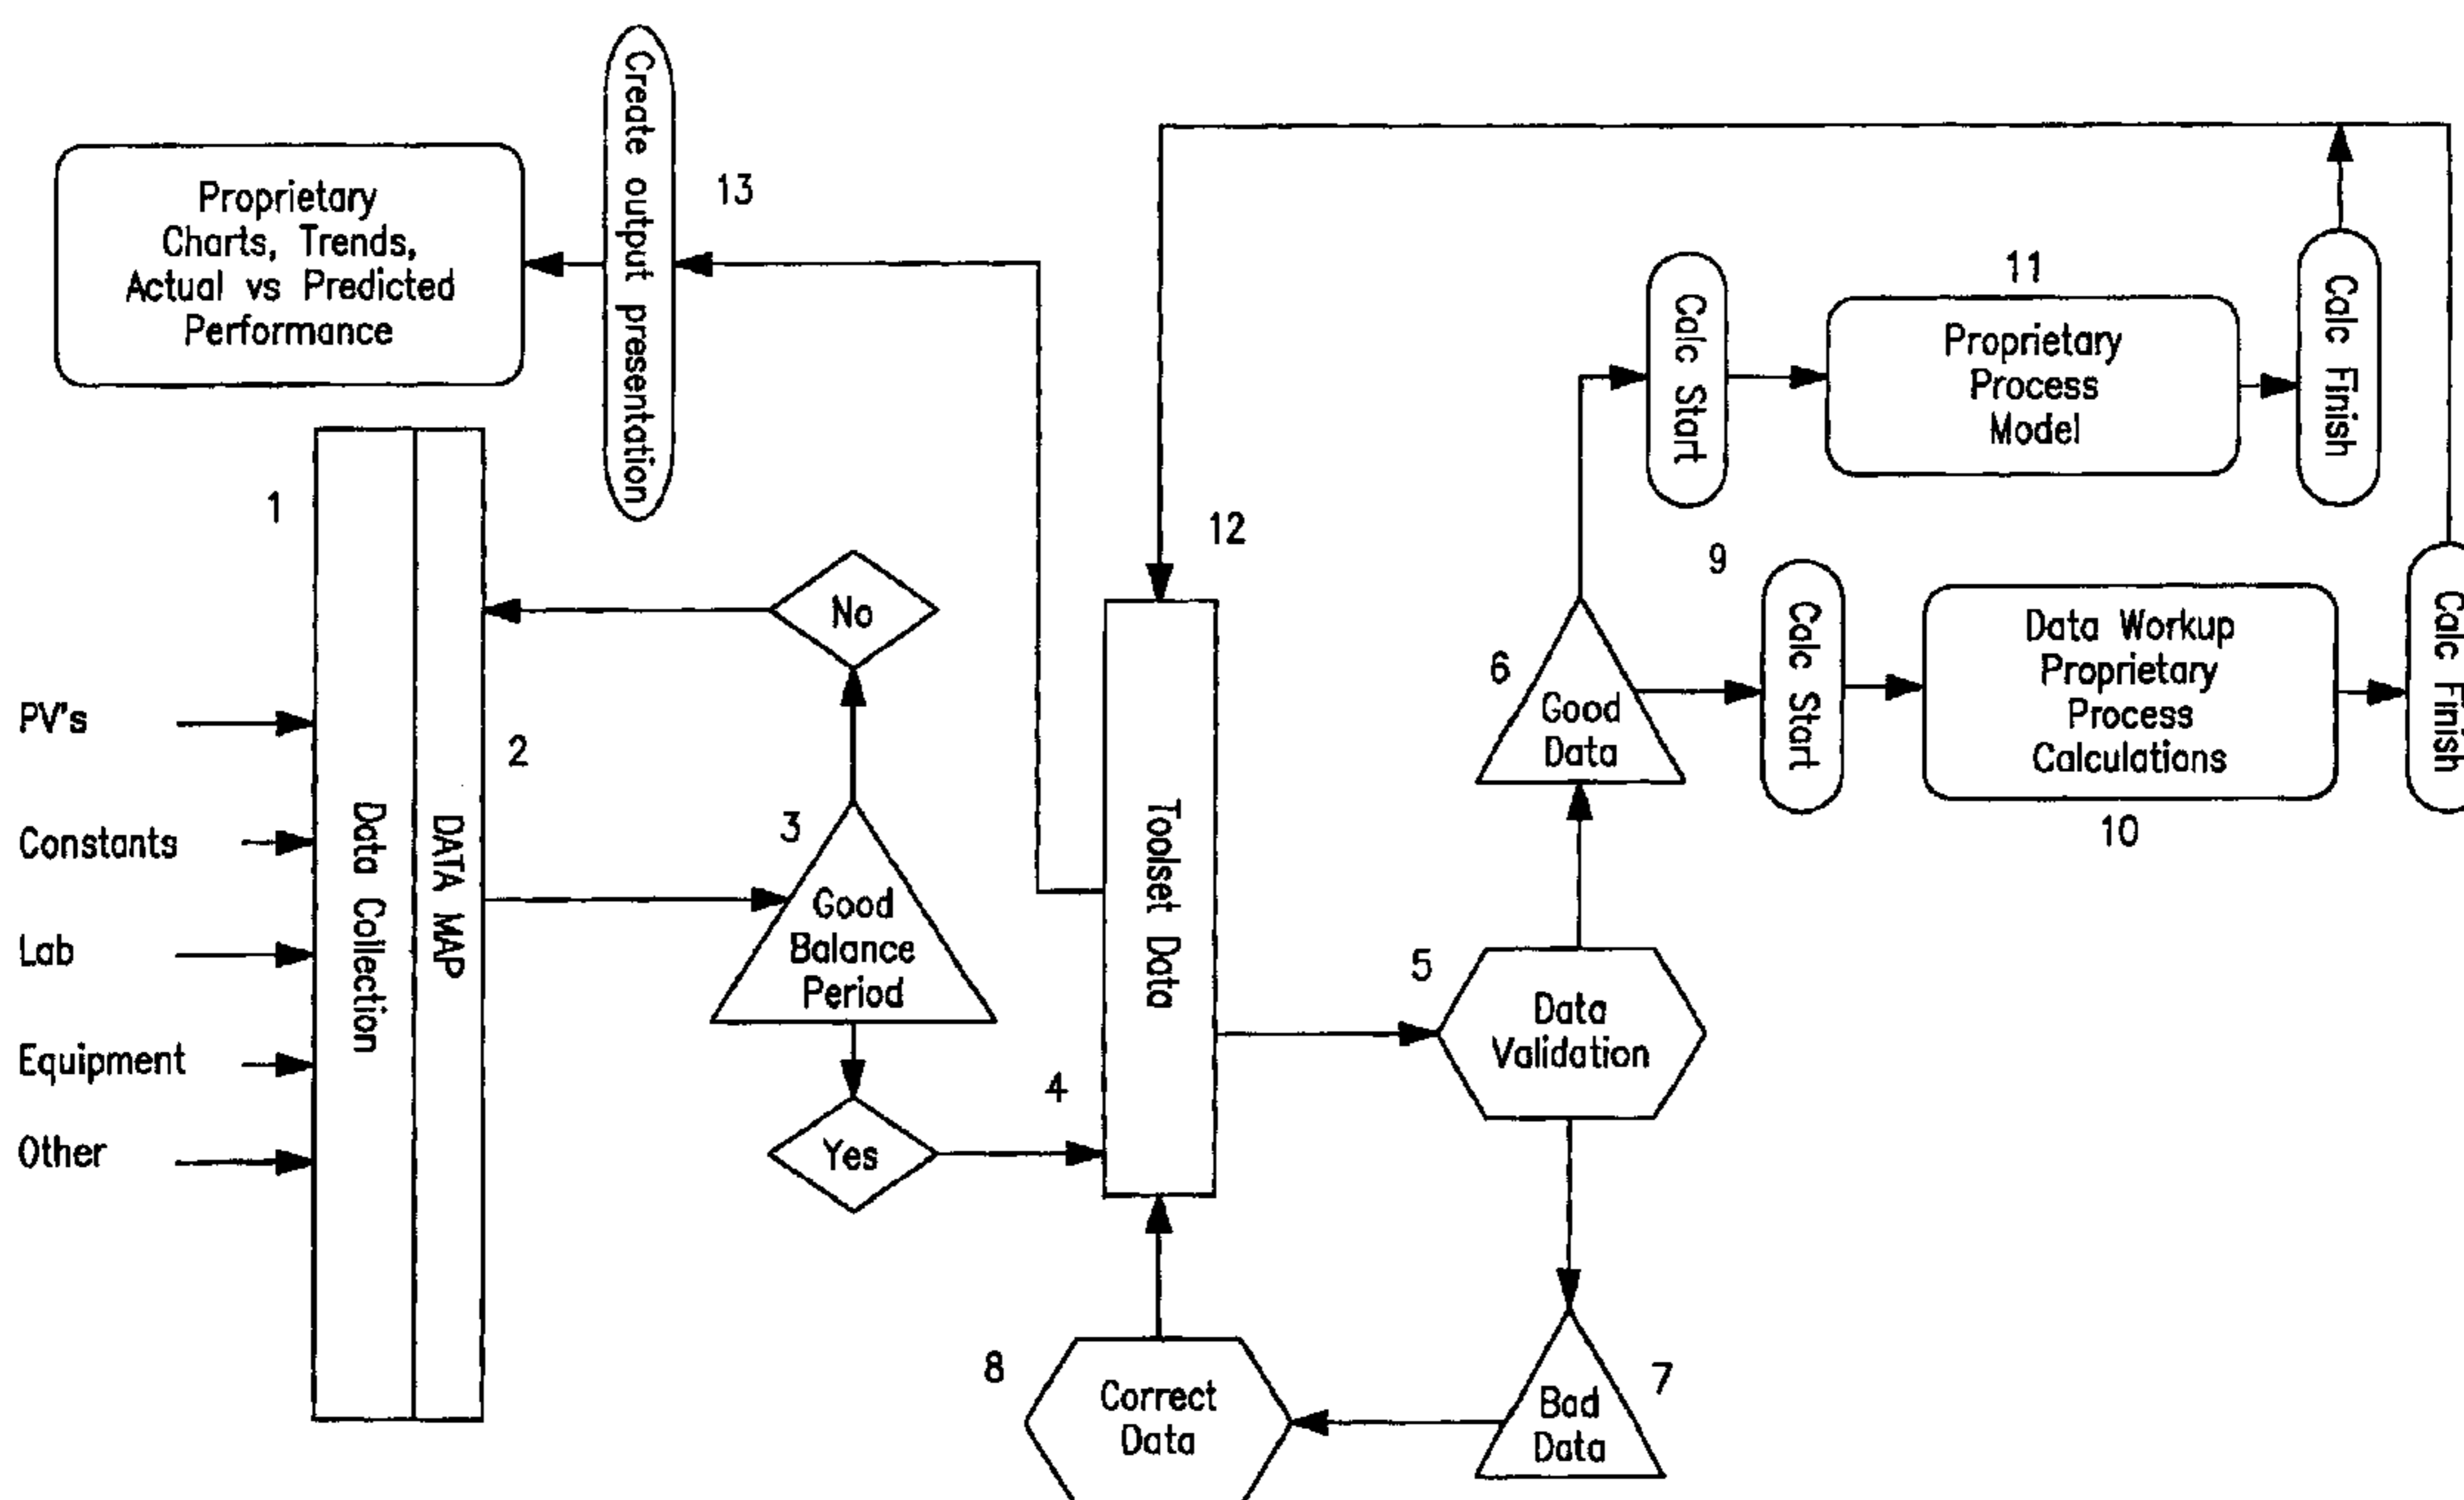 Create output presentation
13
Proprietary
Charts, Trends,
Actual vs Predicted
Performance
11
Calc Start
Proprietary
Process
Model
Calc Finish
1
Data Collection
DATA MAP
2
No
12
9
6
Good
Data
Calc Start
Data Workup
Proprietary
Process
Calculations
10
Calc Finish
PV's
Constants
Lab
Equipment
Other
3
Good
Balance
Period
Yes
4
Toolset Data
5
Data
Validation
8
Correct
Data
Bad
Data
7